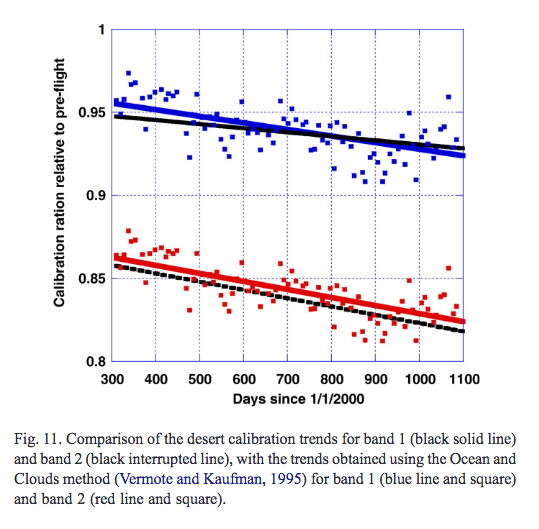 1
0.95
0.9
0.85
0.8
Calibration ration relative to pre-flight
300 400 500 600 700 800 900 1000 1100
Days since 1/1/2000
Fig. 11. Comparison of the desert calibration trends for band 1 (black solid line)
and band 2 (black interrupted line), with the trends obtained using the Ocean and
Clouds method (Vermote and Kaufman, 1995) for band 1 (blue line and square)
and band 2 (red line and square).